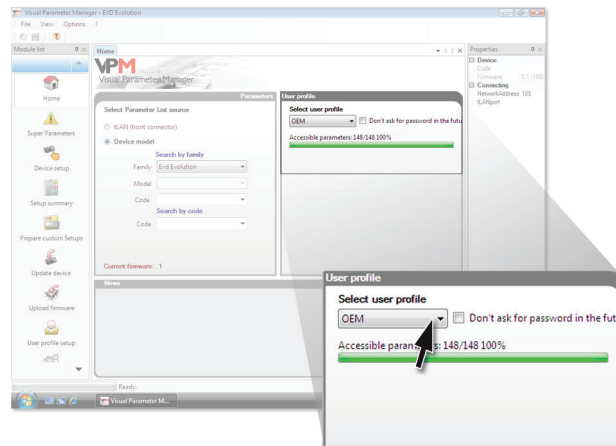 Visual Parameter Manager - EVD Evolution
File View Options ?
Module list
Home
Super Parameters
Device setup
Setup summary
Prepare custom Setups
Update device
Upload firmware
User profile setup
Home
VPM
Visual Parameter Manager
Parameters
Select Parameter List source
tLAN (front connector)
Device model
Search by family
Family Evd Evolution
Model
Code
Search by code
Code
Current firmware: .1
News
User profile
Select user profile
OEM Don't ask for password in the futu
Accessible parameters: 148/148 100%
Properties
Device
Code
Firmware
Connecting
NetworkAddress
tLANport
User profile
Select user profile
OEM Don't ask for password in the fut
Accessible param rs: 148/148 100%
Ready.
Visual Parameter M...